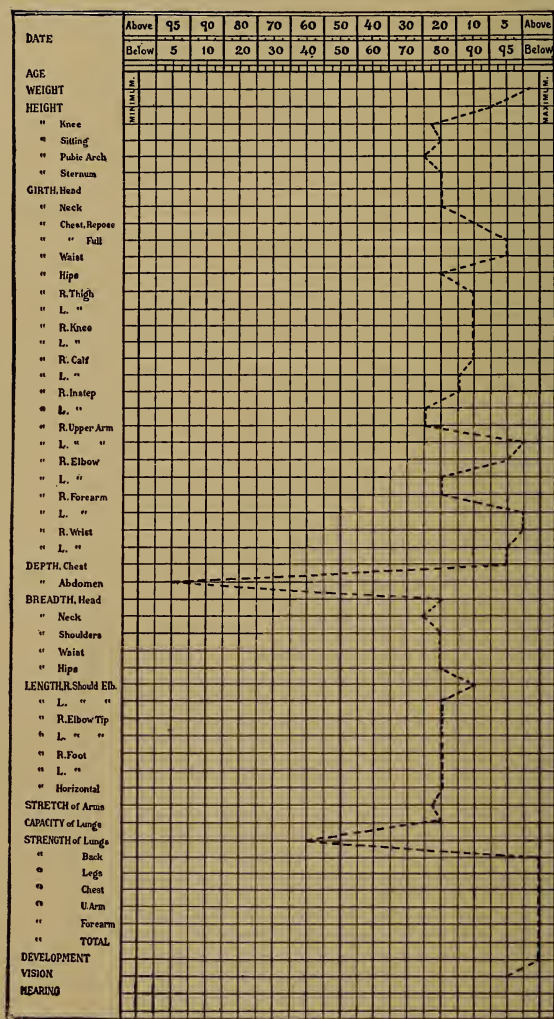 DATE
Above 95 90 80 70 60 50 40 30 20 10 5 Above
Below 5 10 20 30 40 50 60 70 80 90 95 Below
MINIMUM.
MAXIMUM.
AGE
WEIGHT
HEIGHT
" Knee
" Sitting
" Pubic Arch
" Sternum
GIRTH, Head
" Neck
" Chest, Repose
" " Full
" Waist
" Hips
" R. Thigh
" L. "
" R. Knee
" L. "
" R. Calf
" L. "
" R. Instep
" L. "
" R. Upper Arm
" L. " "
" R. Elbow
" L. "
" R. Forearm
" L. "
" R. Wrist
" L. "
DEPTH, Chest
" Abdomen
BREADTH, Head
" Neck
" Shoulders
" Waist
" Hips
LENGTH, R. Should Elb.
" L. " "
" R. Elbow Tip
" L. " "
" R. Foot
" L. "
" Horizontal
STRETCH of Arms
CAPACITY of Lungs
STRENGTH of Lungs
" Back
" Legs
" Chest
" U. Arm
" Forearm
" TOTAL
DEVELOPMENT
VISION
HEARING